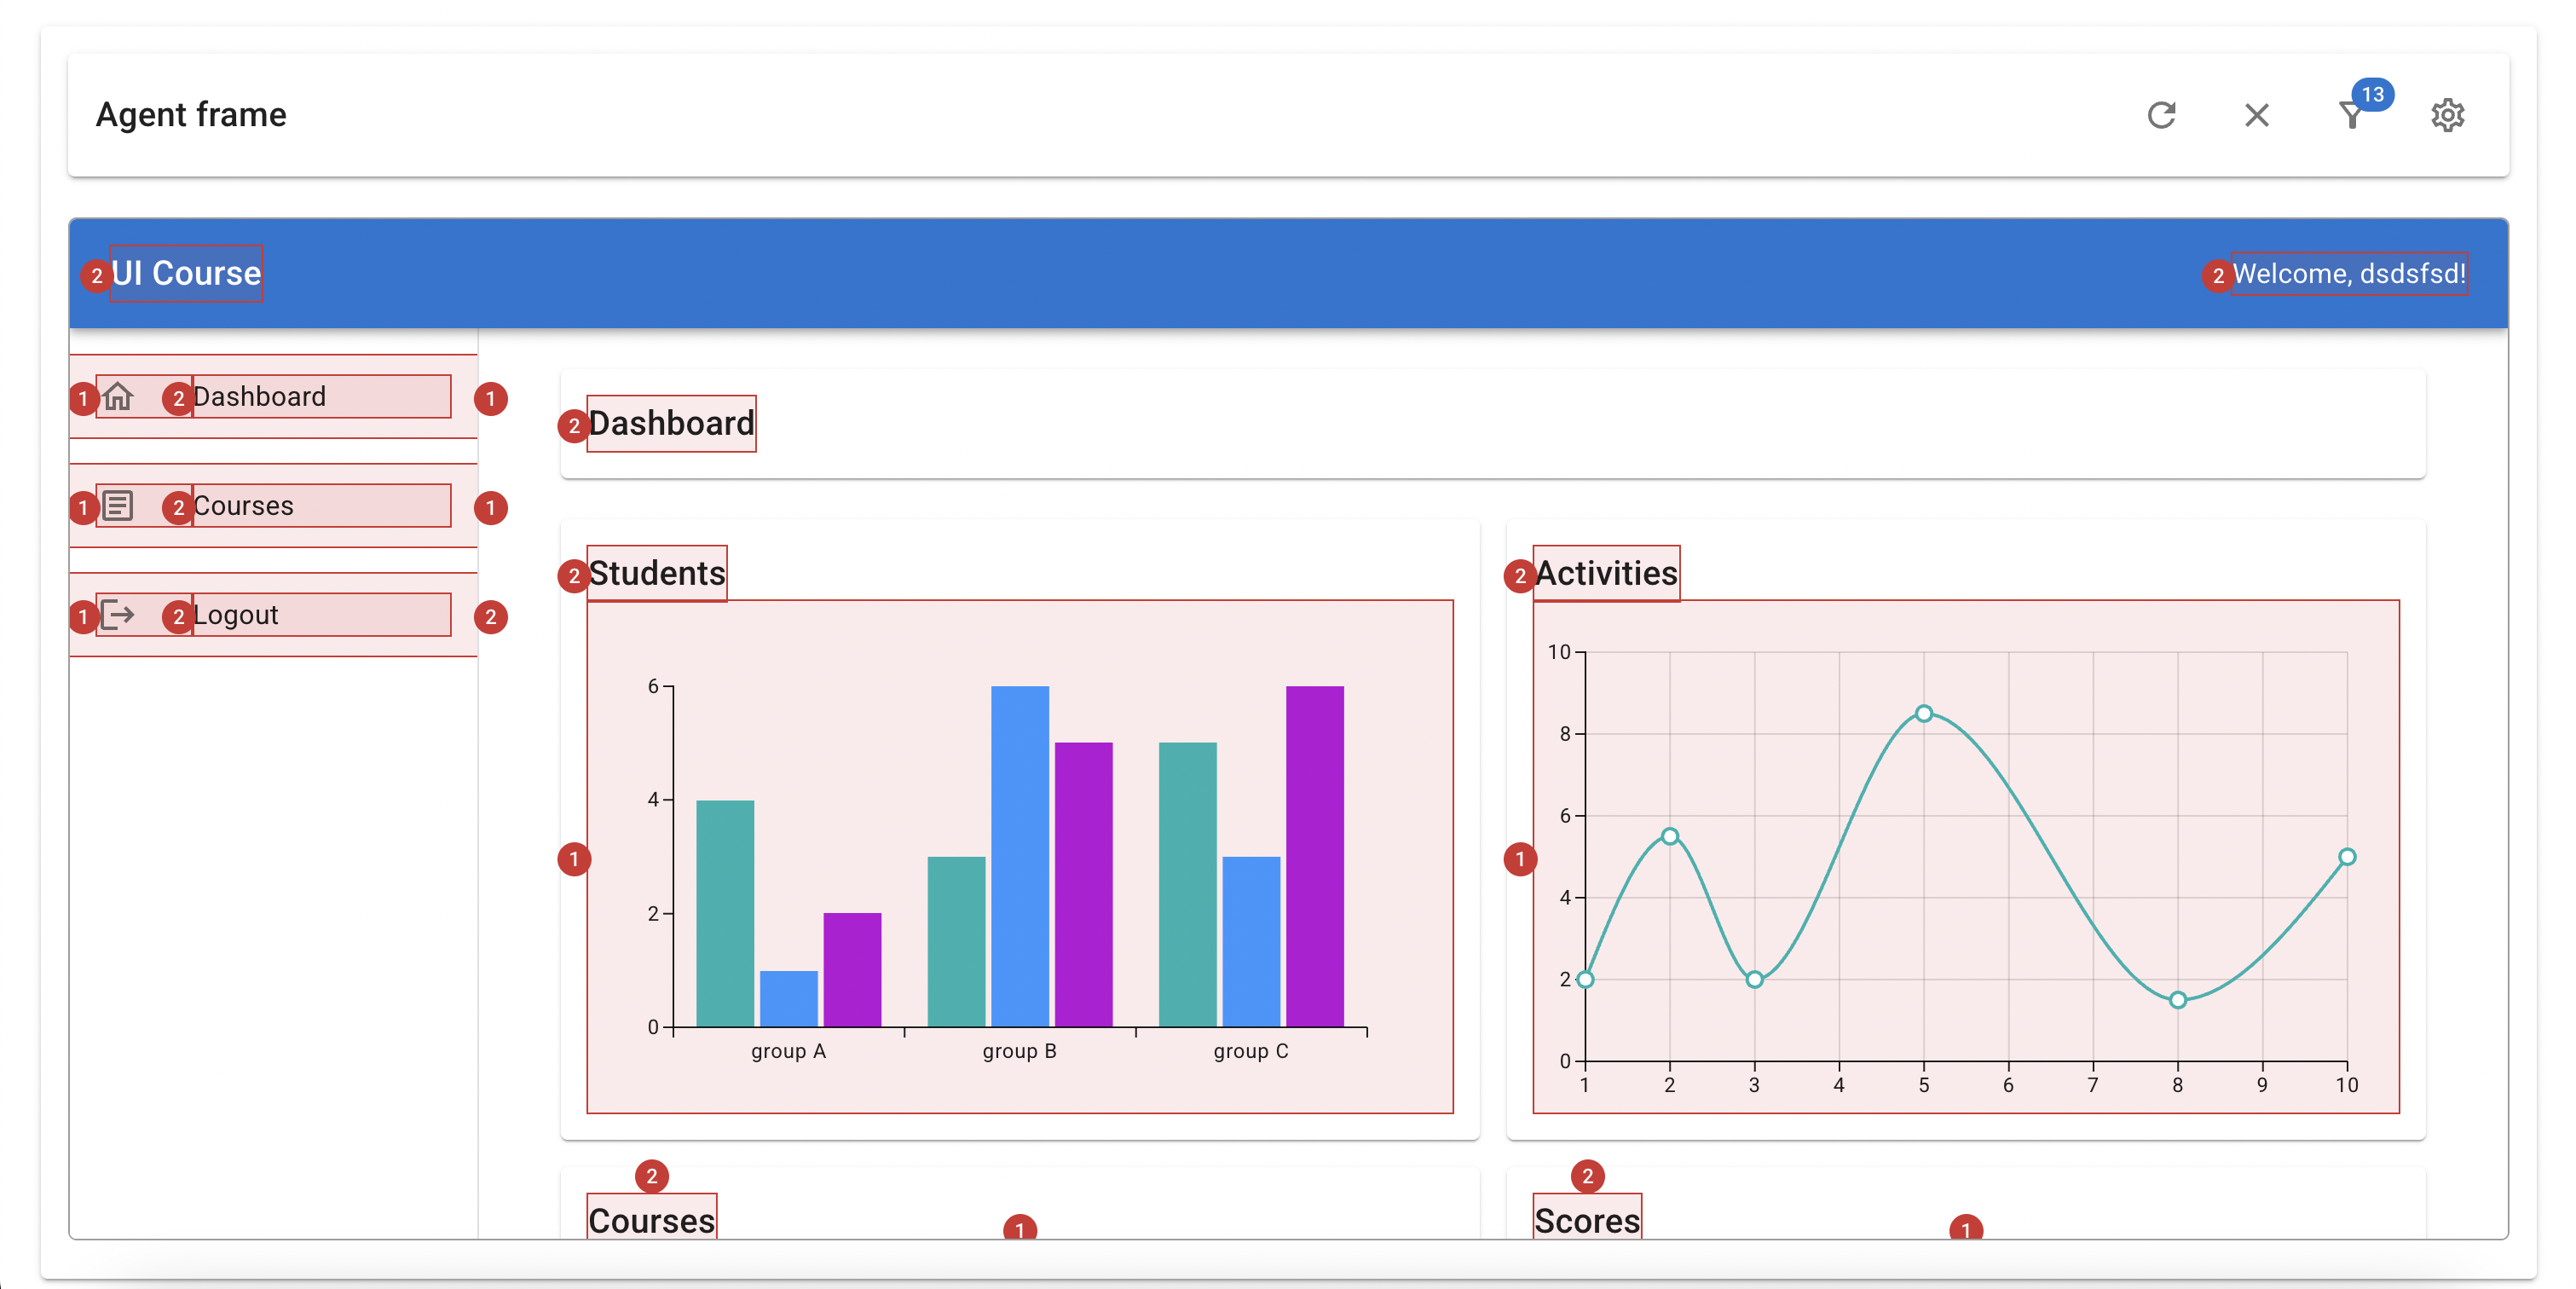 Agent frame
13
2 UI Course
2 Welcome, dsdsfsd!
1 2 Dashboard 1
1 2 Courses 1
1 2 Logout 2
2 Dashboard
2 Students
1
6
4
2
0
group A group B group C
2 Activities
1
10
8
6
4
2
0
1 2 3 4 5 6 7 8 9 10
2
Courses
1
2
Scores
1